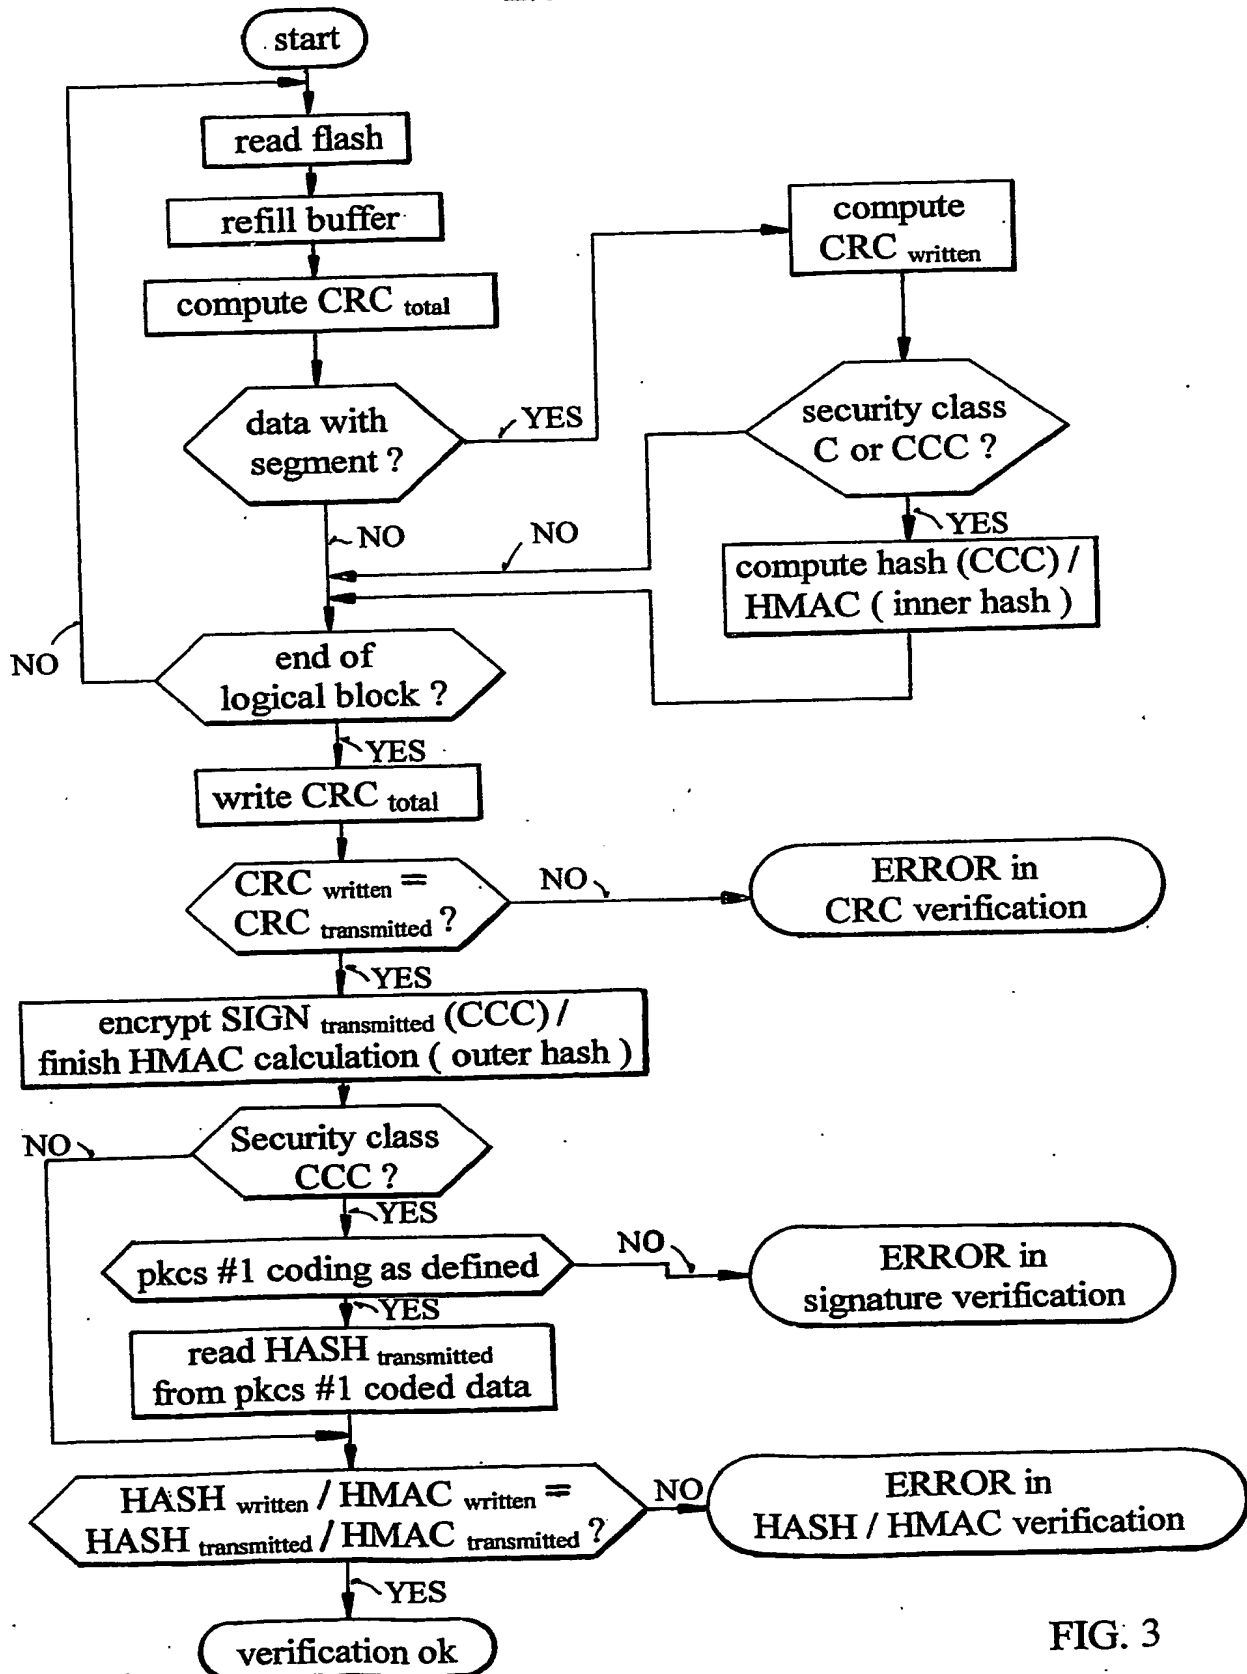 start
read flash
refill buffer
compute CRC total
data with
segment ?
YES
compute
CRC written
security class
C or CCC ?
YES
compute hash (CCC) /
HMAC ( inner hash )
NO
NO
end of
logical block ?
NO
YES
write CRC total
CRC written =
CRC transmitted ?
NO
ERROR in
CRC verification
YES
encrypt SIGN transmitted (CCC) /
finish HMAC calculation ( outer hash )
Security class
CCC ?
NO
YES
pkcs #1 coding as defined
NO
ERROR in
signature verification
YES
read HASH transmitted
from pkcs #1 coded data
HASH written / HMAC written =
HASH transmitted / HMAC transmitted ?
NO
ERROR in
HASH / HMAC verification
YES
verification ok
FIG. 3